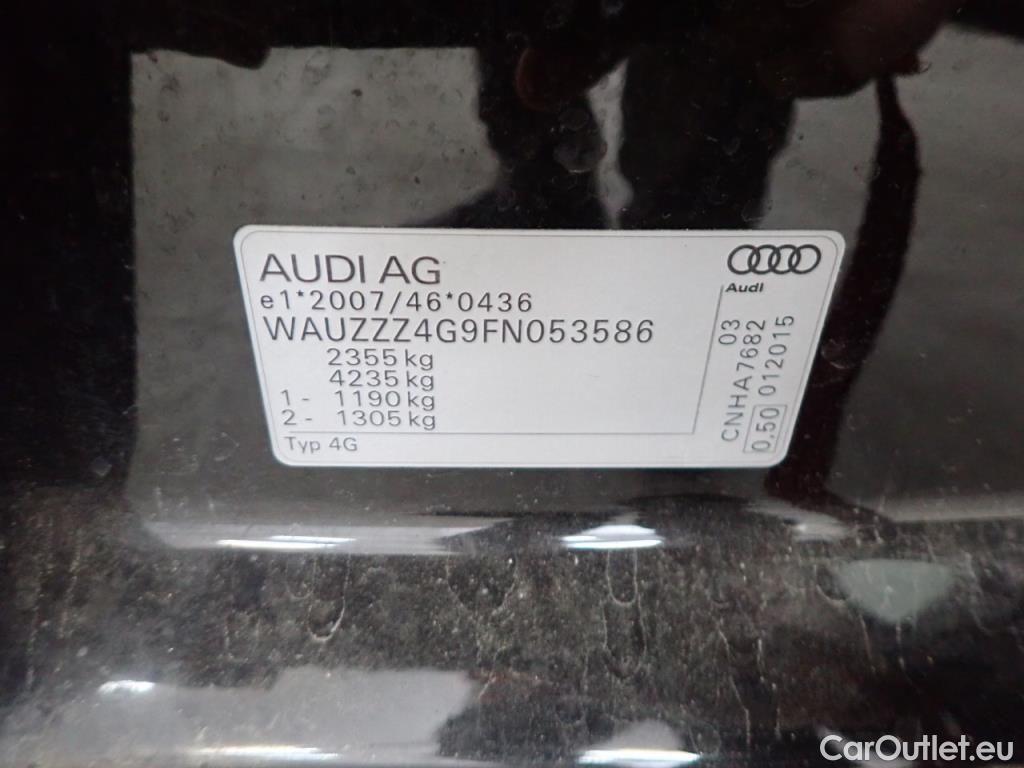 AUDI AG
e1*2007/46*0436
WAUZZZ4G9FN053586
2355 kg
4235 kg
1 - 1190 kg
2 - 1305 kg
Typ 4G
Audi
CNHA7682 03
0,50 012015
CarOutlet.eu